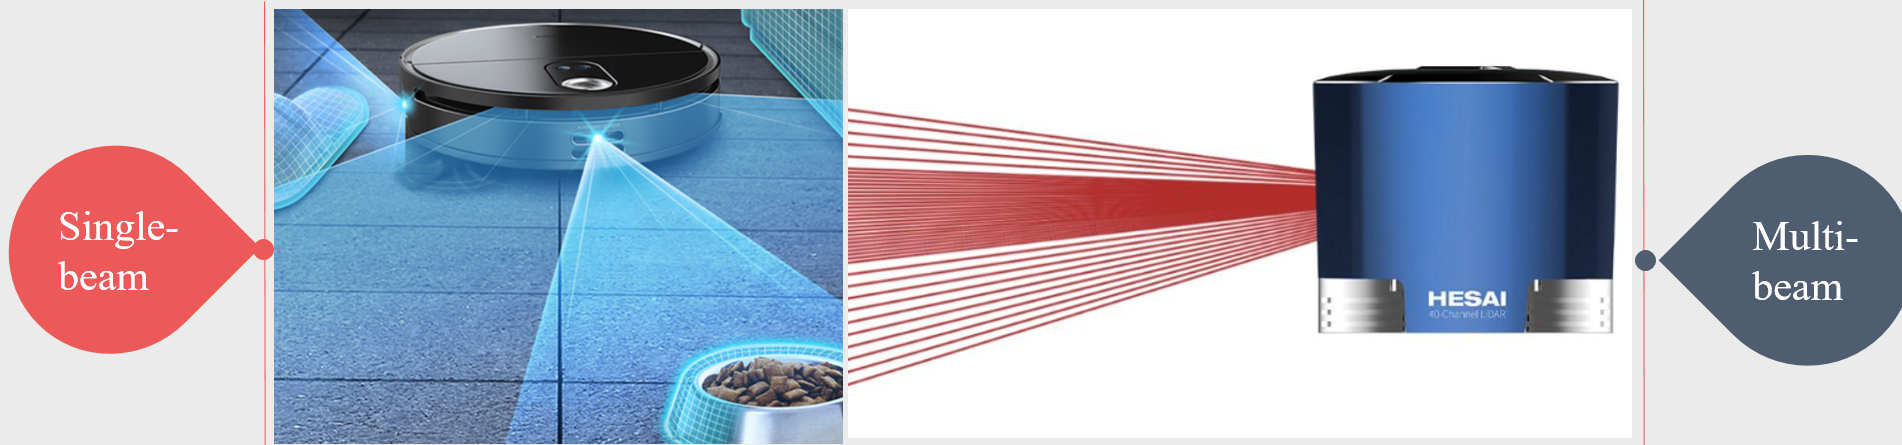 Single-
beam
HESAI
40-Channel LiDAR
Multi-
beam